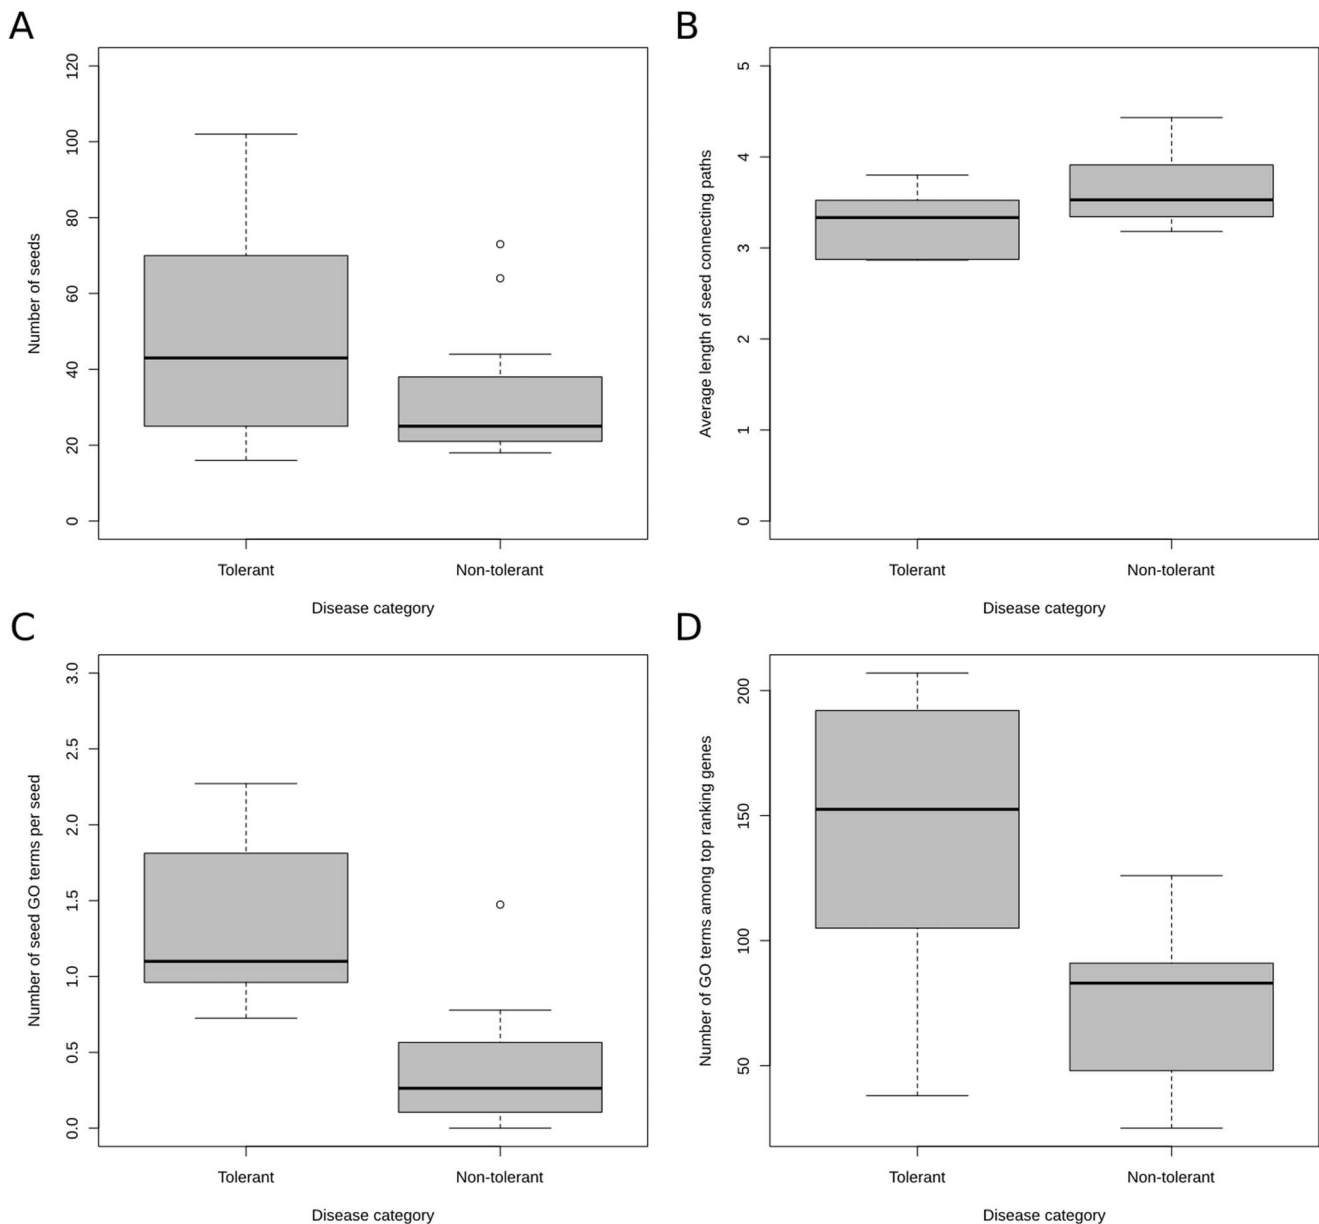 A
Number of seeds
120
100
80
60
40
20
0
Tolerant
Non-tolerant
Disease category
B
Average length of seed connecting paths
5
4
3
2
1
0
Tolerant
Non-tolerant
Disease category
C
Number of seed GO terms per seed
3.0
2.5
2.0
1.5
1.0
0.5
0.0
Tolerant
Non-tolerant
Disease category
D
Number of GO terms among top ranking genes
200
150
100
50
Tolerant
Non-tolerant
Disease category